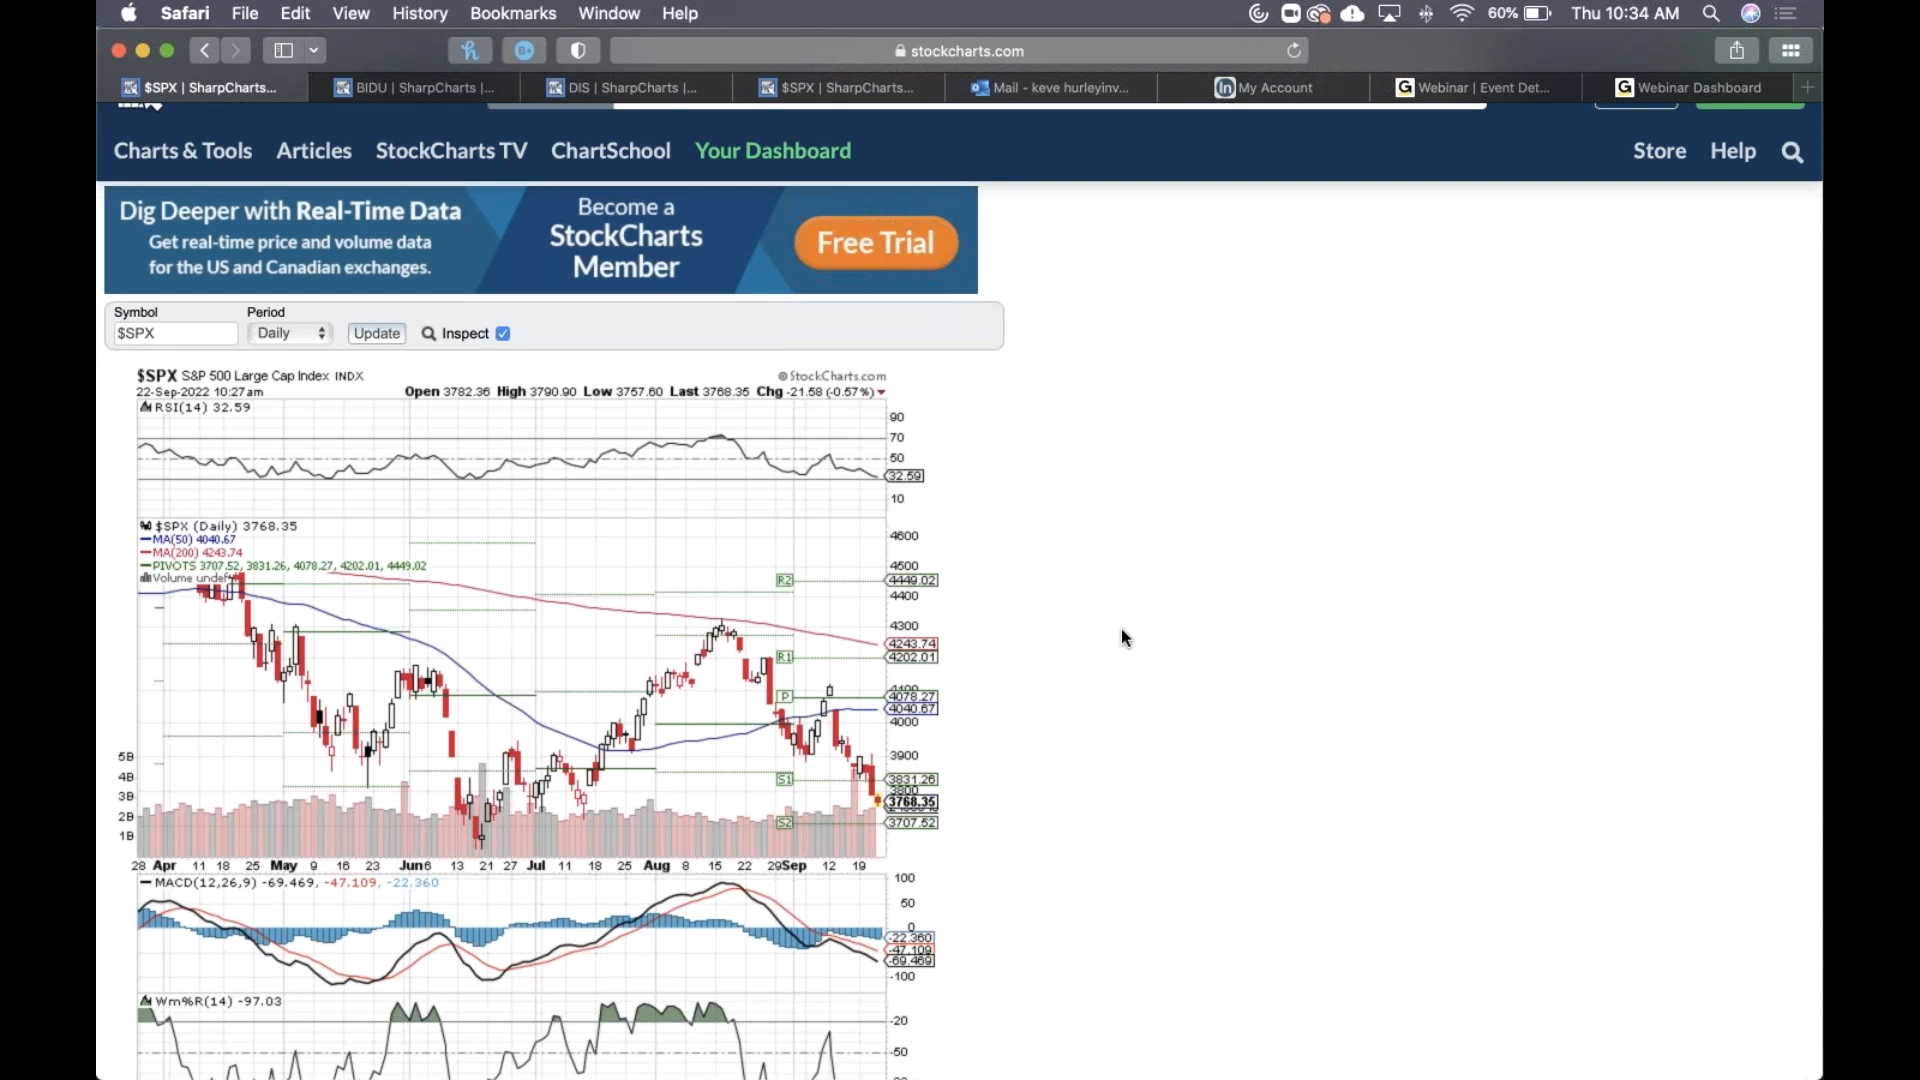 Safari File Edit View History Bookmarks Window Help 60% Thu 10:34 AM
stockcharts.com
$SPX | SharpCharts... BIDU | SharpCharts |... DIS | SharpCharts |... $SPX | SharpCharts... Mail - keve hurleyinv... My Account Webinar | Event Det... Webinar Dashboard
Charts & Tools Articles StockCharts TV ChartSchool Your Dashboard Store Help
Dig Deeper with Real-Time Data
Get real-time price and volume data
for the US and Canadian exchanges.
Become a
StockCharts
Member
Free Trial
Symbol Period
$SPX Daily Update Inspect
$SPX S&P 500 Large Cap Index INDX © StockCharts.com
22-Sep-2022 10:27am Open 3782.36 High 3790.90 Low 3757.60 Last 3768.35 Chg -21.58 (-0.57%)
RSI(14) 32.59
90
70
50
32.59
10
$SPX (Daily) 3768.35
MA(50) 4040.67
MA(200) 4243.74
PIVOTS 3707.52, 3831.26, 4078.27, 4202.01, 4449.02
Volume undef
4600
4500
R2 4449.02
4400
4300
4243.74
R1 4202.01
4100
P 4078.27
4040.67
4000
5B 3900
4B S1 3831.26
3800
3B 3768.35
2B S2 3707.52
1B
28 Apr 11 18 25 May 9 16 23 Jun 6 13 21 27 Jul 11 18 25 Aug 8 15 22 29 Sep 12 19
MACD(12,26,9) -69.469, -47.109, -22.360
100
50
0
-22.360
-47.109
-69.469
-100
Wm%R(14) -97.03
-20
-50